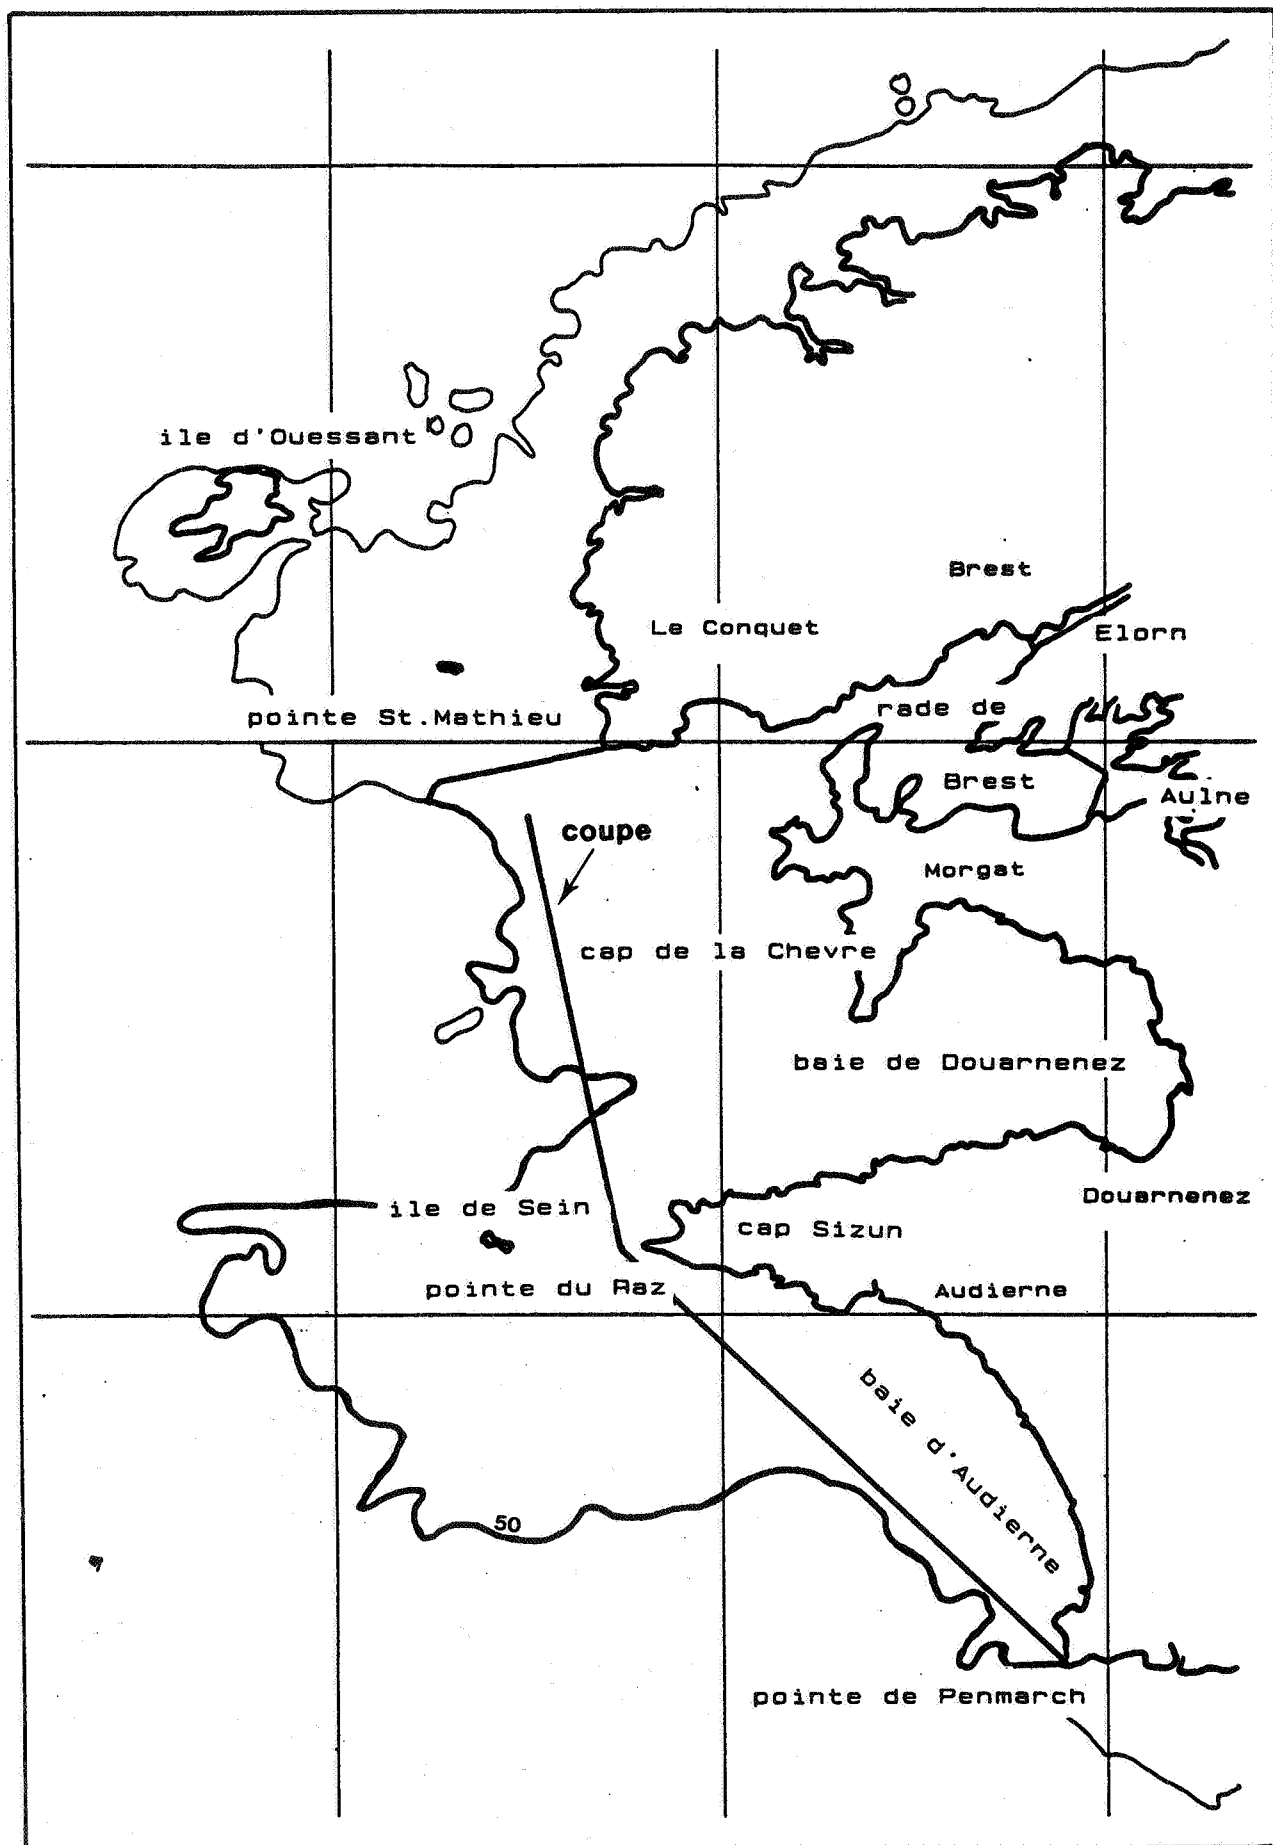 ile d'Ouessant
Brest
Le Conquet
Elorn
pointe St.Mathieu
rade de
Brest
Aulne
coupe
Morgat
cap de la Chevre
baie de Douarnenez
Douarnenez
ile de Sein
cap Sizun
pointe du Raz
Audierne
baie d'Audierne
50
pointe de Penmarch